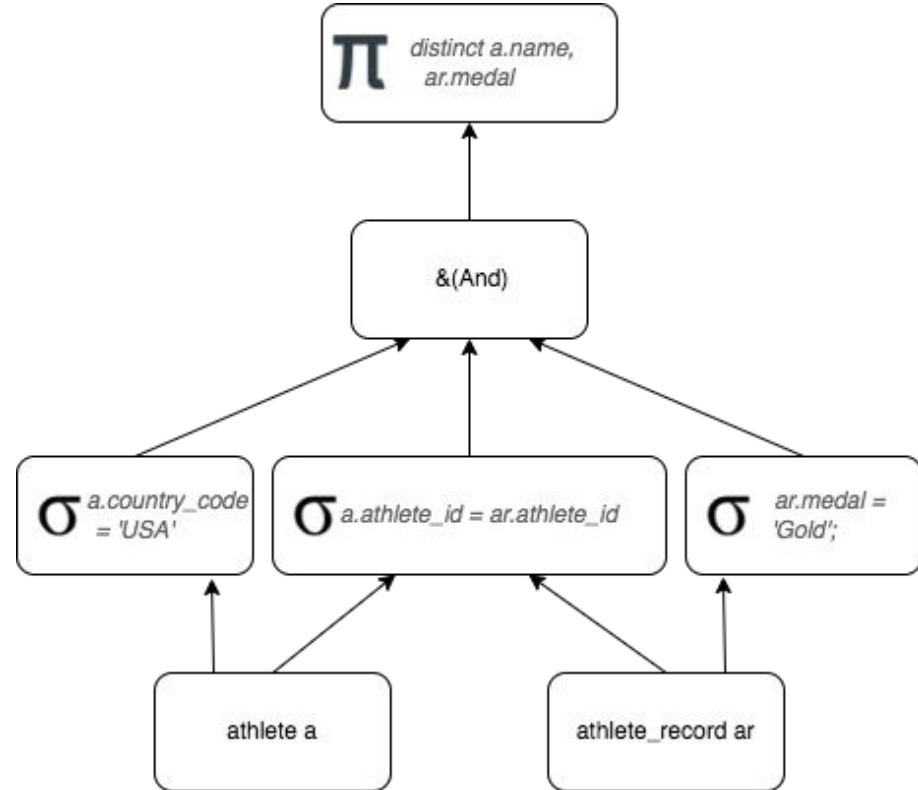 π distinct a.name,
ar.medal
&(And)
σ a.country_code
= 'USA'
σ a.athlete_id = ar.athlete_id
σ ar.medal =
'Gold';
athlete a
athlete_record ar